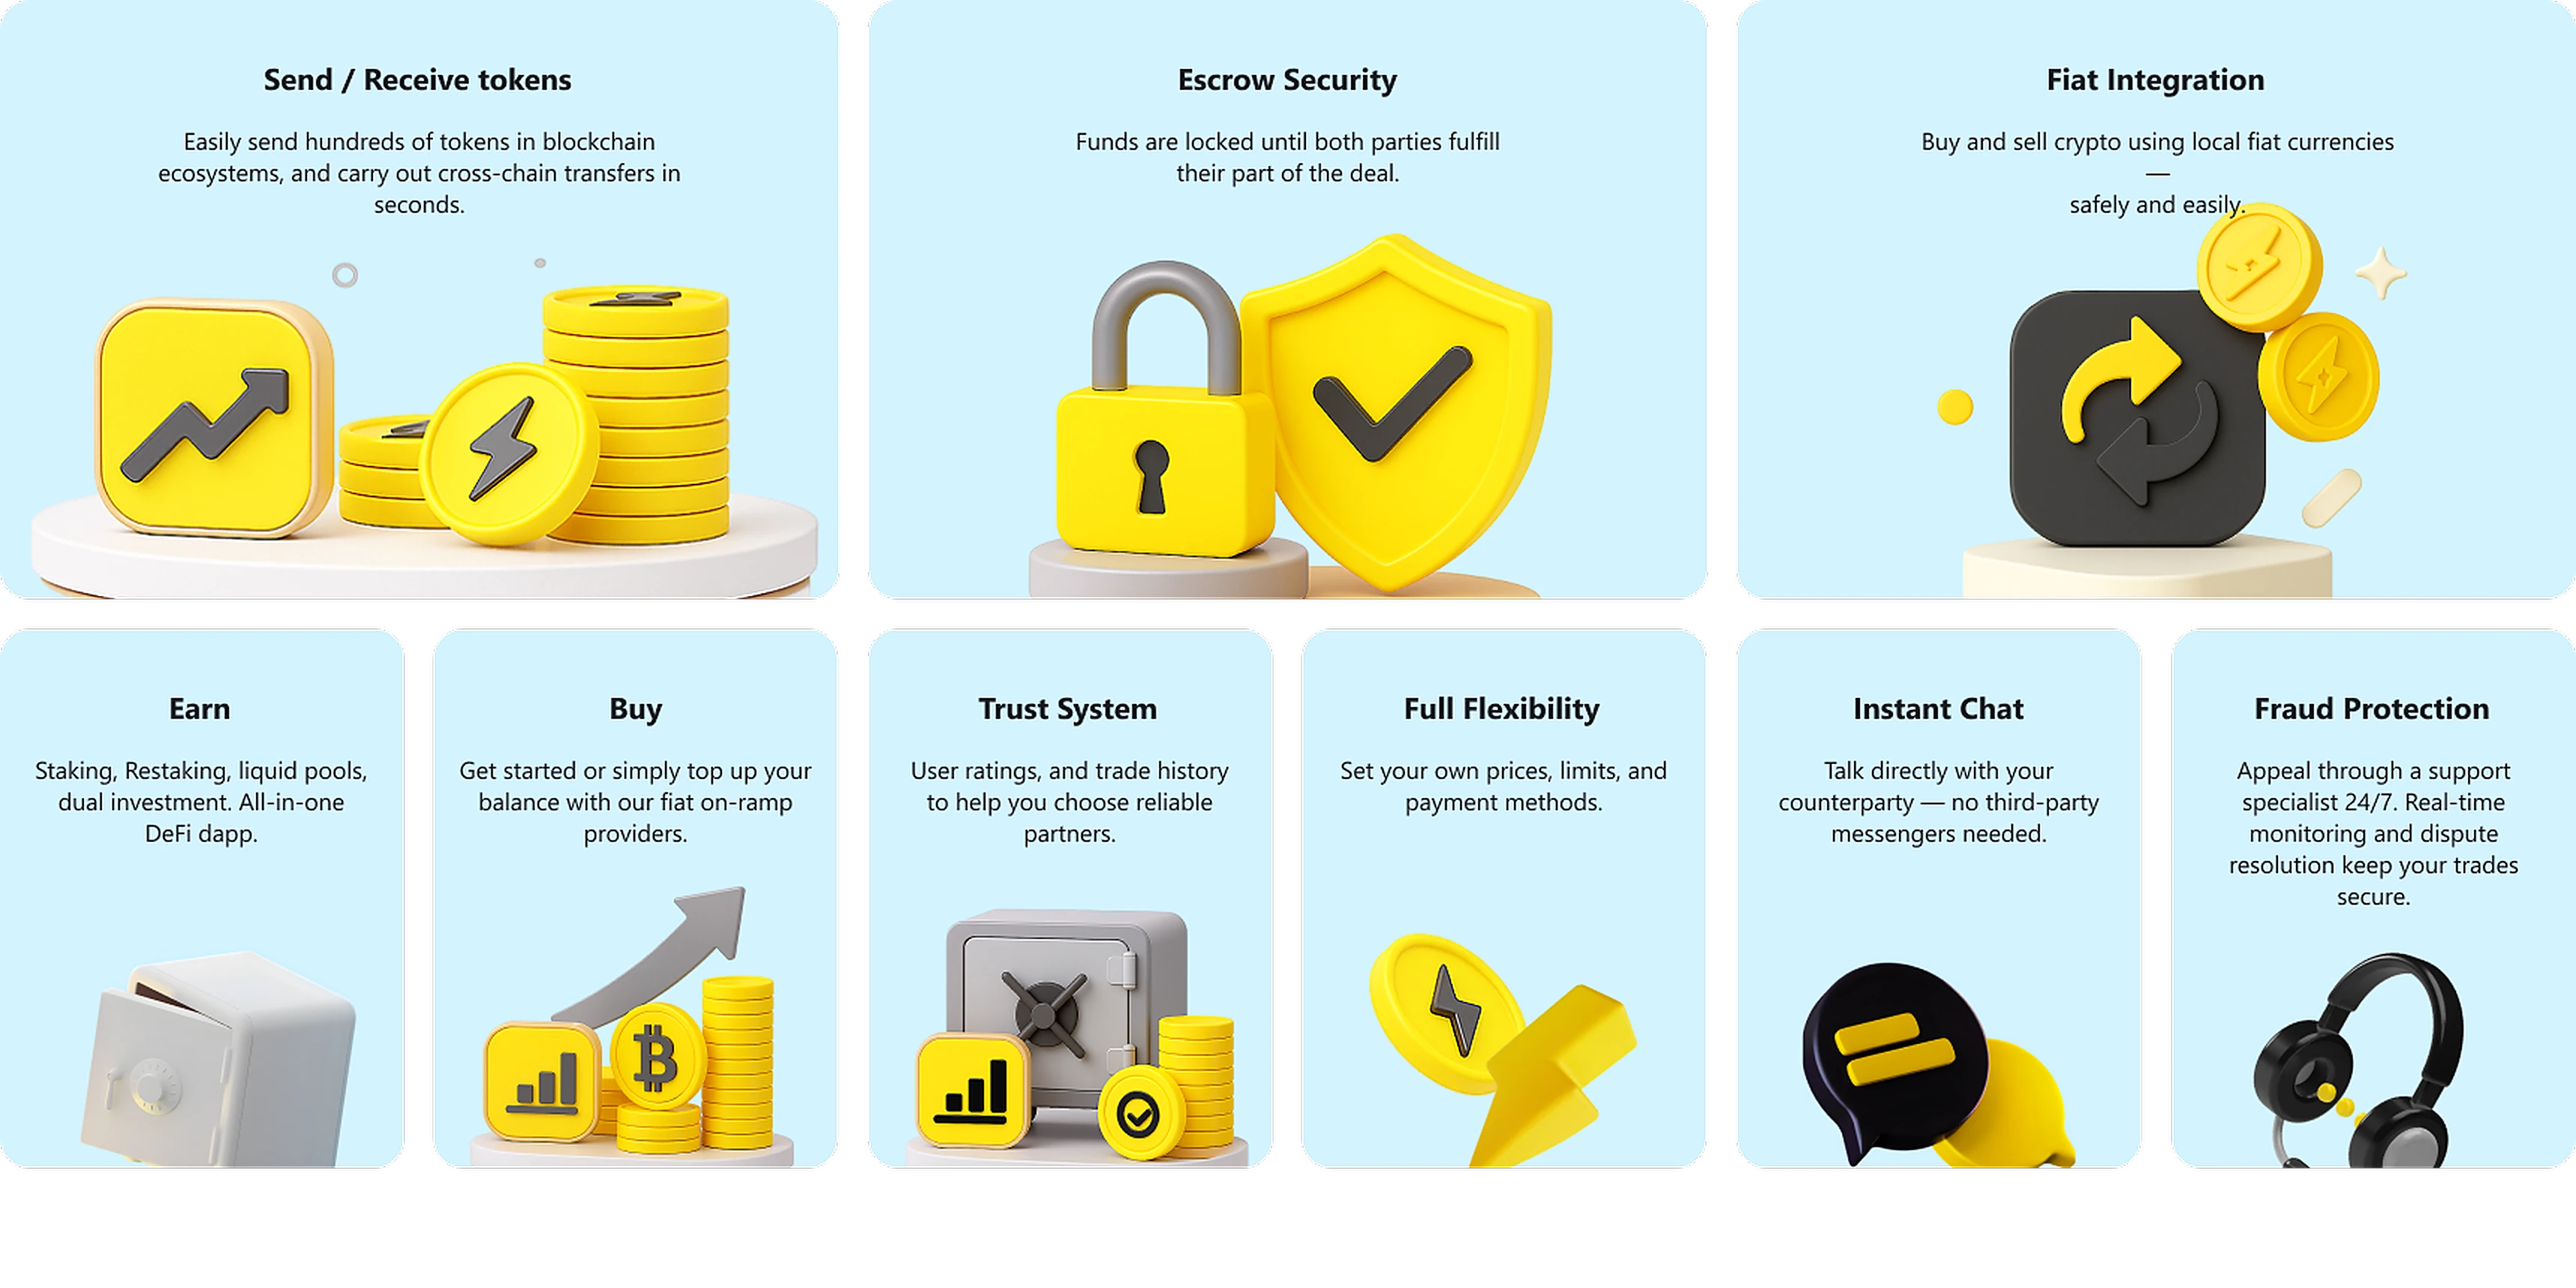 Send / Receive tokens
Easily send hundreds of tokens in blockchain
ecosystems, and carry out cross-chain transfers in
seconds.
Escrow Security
Funds are locked until both parties fulfill
their part of the deal.
Fiat Integration
Buy and sell crypto using local fiat currencies
—
safely and easily.
Earn
Staking, Restaking, liquid pools,
dual investment. All-in-one
DeFi dapp.
Buy
Get started or simply top up your
balance with our fiat on-ramp
providers.
Trust System
User ratings, and trade history
to help you choose reliable
partners.
Full Flexibility
Set your own prices, limits, and
payment methods.
Instant Chat
Talk directly with your
counterparty — no third-party
messengers needed.
Fraud Protection
Appeal through a support
specialist 24/7. Real-time
monitoring and dispute
resolution keep your trades
secure.